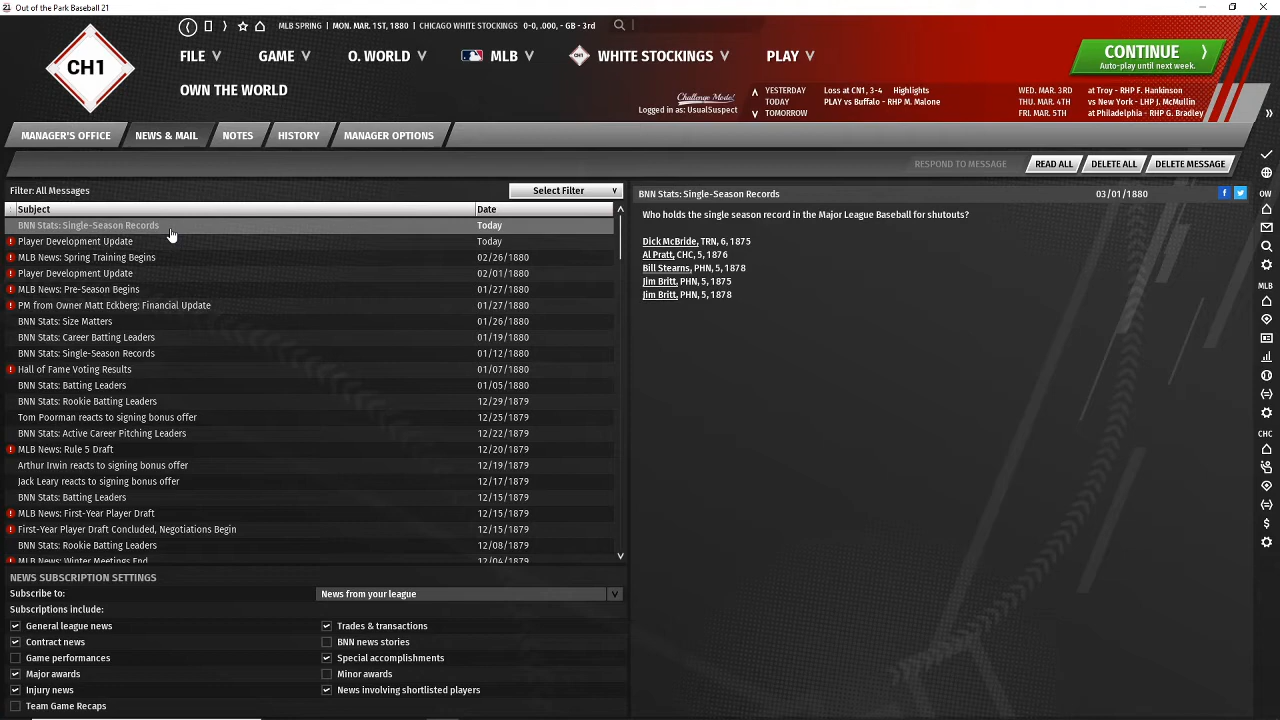 Out of the Park Baseball 21
MLB SPRING | MON. MAR. 1ST, 1880 | CHICAGO WHITE STOCKINGS 0-0, .000, - GB - 3rd
CH1
FILE GAME O. WORLD MLB CH1 WHITE STOCKINGS PLAY
OWN THE WORLD
CONTINUE
Auto-play until next week.
Challenge Mode!
Logged in as: UsualSuspect
YESTERDAY Loss at CN1, 3-4 Highlights WED. MAR. 3RD at Troy - RHP F. Hankinson
TODAY PLAY vs Buffalo - RHP M. Malone THU. MAR. 4TH vs New York - LHP J. McMullin
TOMORROW FRI. MAR. 5TH at Philadelphia - RHP G. Bradley
MANAGER'S OFFICE NEWS & MAIL NOTES HISTORY MANAGER OPTIONS
RESPOND TO MESSAGE READ ALL DELETE ALL DELETE MESSAGE
Filter: All Messages Select Filter
Subject Date
BNN Stats: Single-Season Records Today
Player Development Update Today
MLB News: Spring Training Begins 02/26/1880
Player Development Update 02/01/1880
MLB News: Pre-Season Begins 01/27/1880
PM from Owner Matt Eckberg: Financial Update 01/27/1880
BNN Stats: Size Matters 01/26/1880
BNN Stats: Career Batting Leaders 01/19/1880
BNN Stats: Single-Season Records 01/12/1880
Hall of Fame Voting Results 01/07/1880
BNN Stats: Batting Leaders 01/05/1880
BNN Stats: Rookie Batting Leaders 12/29/1879
Tom Poorman reacts to signing bonus offer 12/25/1879
BNN Stats: Active Career Pitching Leaders 12/22/1879
MLB News: Rule 5 Draft 12/20/1879
Arthur Irwin reacts to signing bonus offer 12/19/1879
Jack Leary reacts to signing bonus offer 12/17/1879
BNN Stats: Batting Leaders 12/15/1879
MLB News: First-Year Player Draft 12/15/1879
First-Year Player Draft Concluded, Negotiations Begin 12/15/1879
BNN Stats: Rookie Batting Leaders 12/08/1879
MLB News: Winter Meetings End 12/04/1879
BNN Stats: Single-Season Records 03/01/1880
Who holds the single season record in the Major League Baseball for shutouts?
Dick McBride, TRN, 6, 1875
Al Pratt, CHC, 5, 1876
Bill Stearns, PHN, 5, 1878
Jim Britt, PHN, 5, 1875
Jim Britt, PHN, 5, 1878
NEWS SUBSCRIPTION SETTINGS
Subscribe to: News from your league
Subscriptions include:
General league news Trades & transactions
Contract news BNN news stories
Game performances Special accomplishments
Major awards Minor awards
Injury news News involving shortlisted players
Team Game Recaps
OW
MLB
CHC